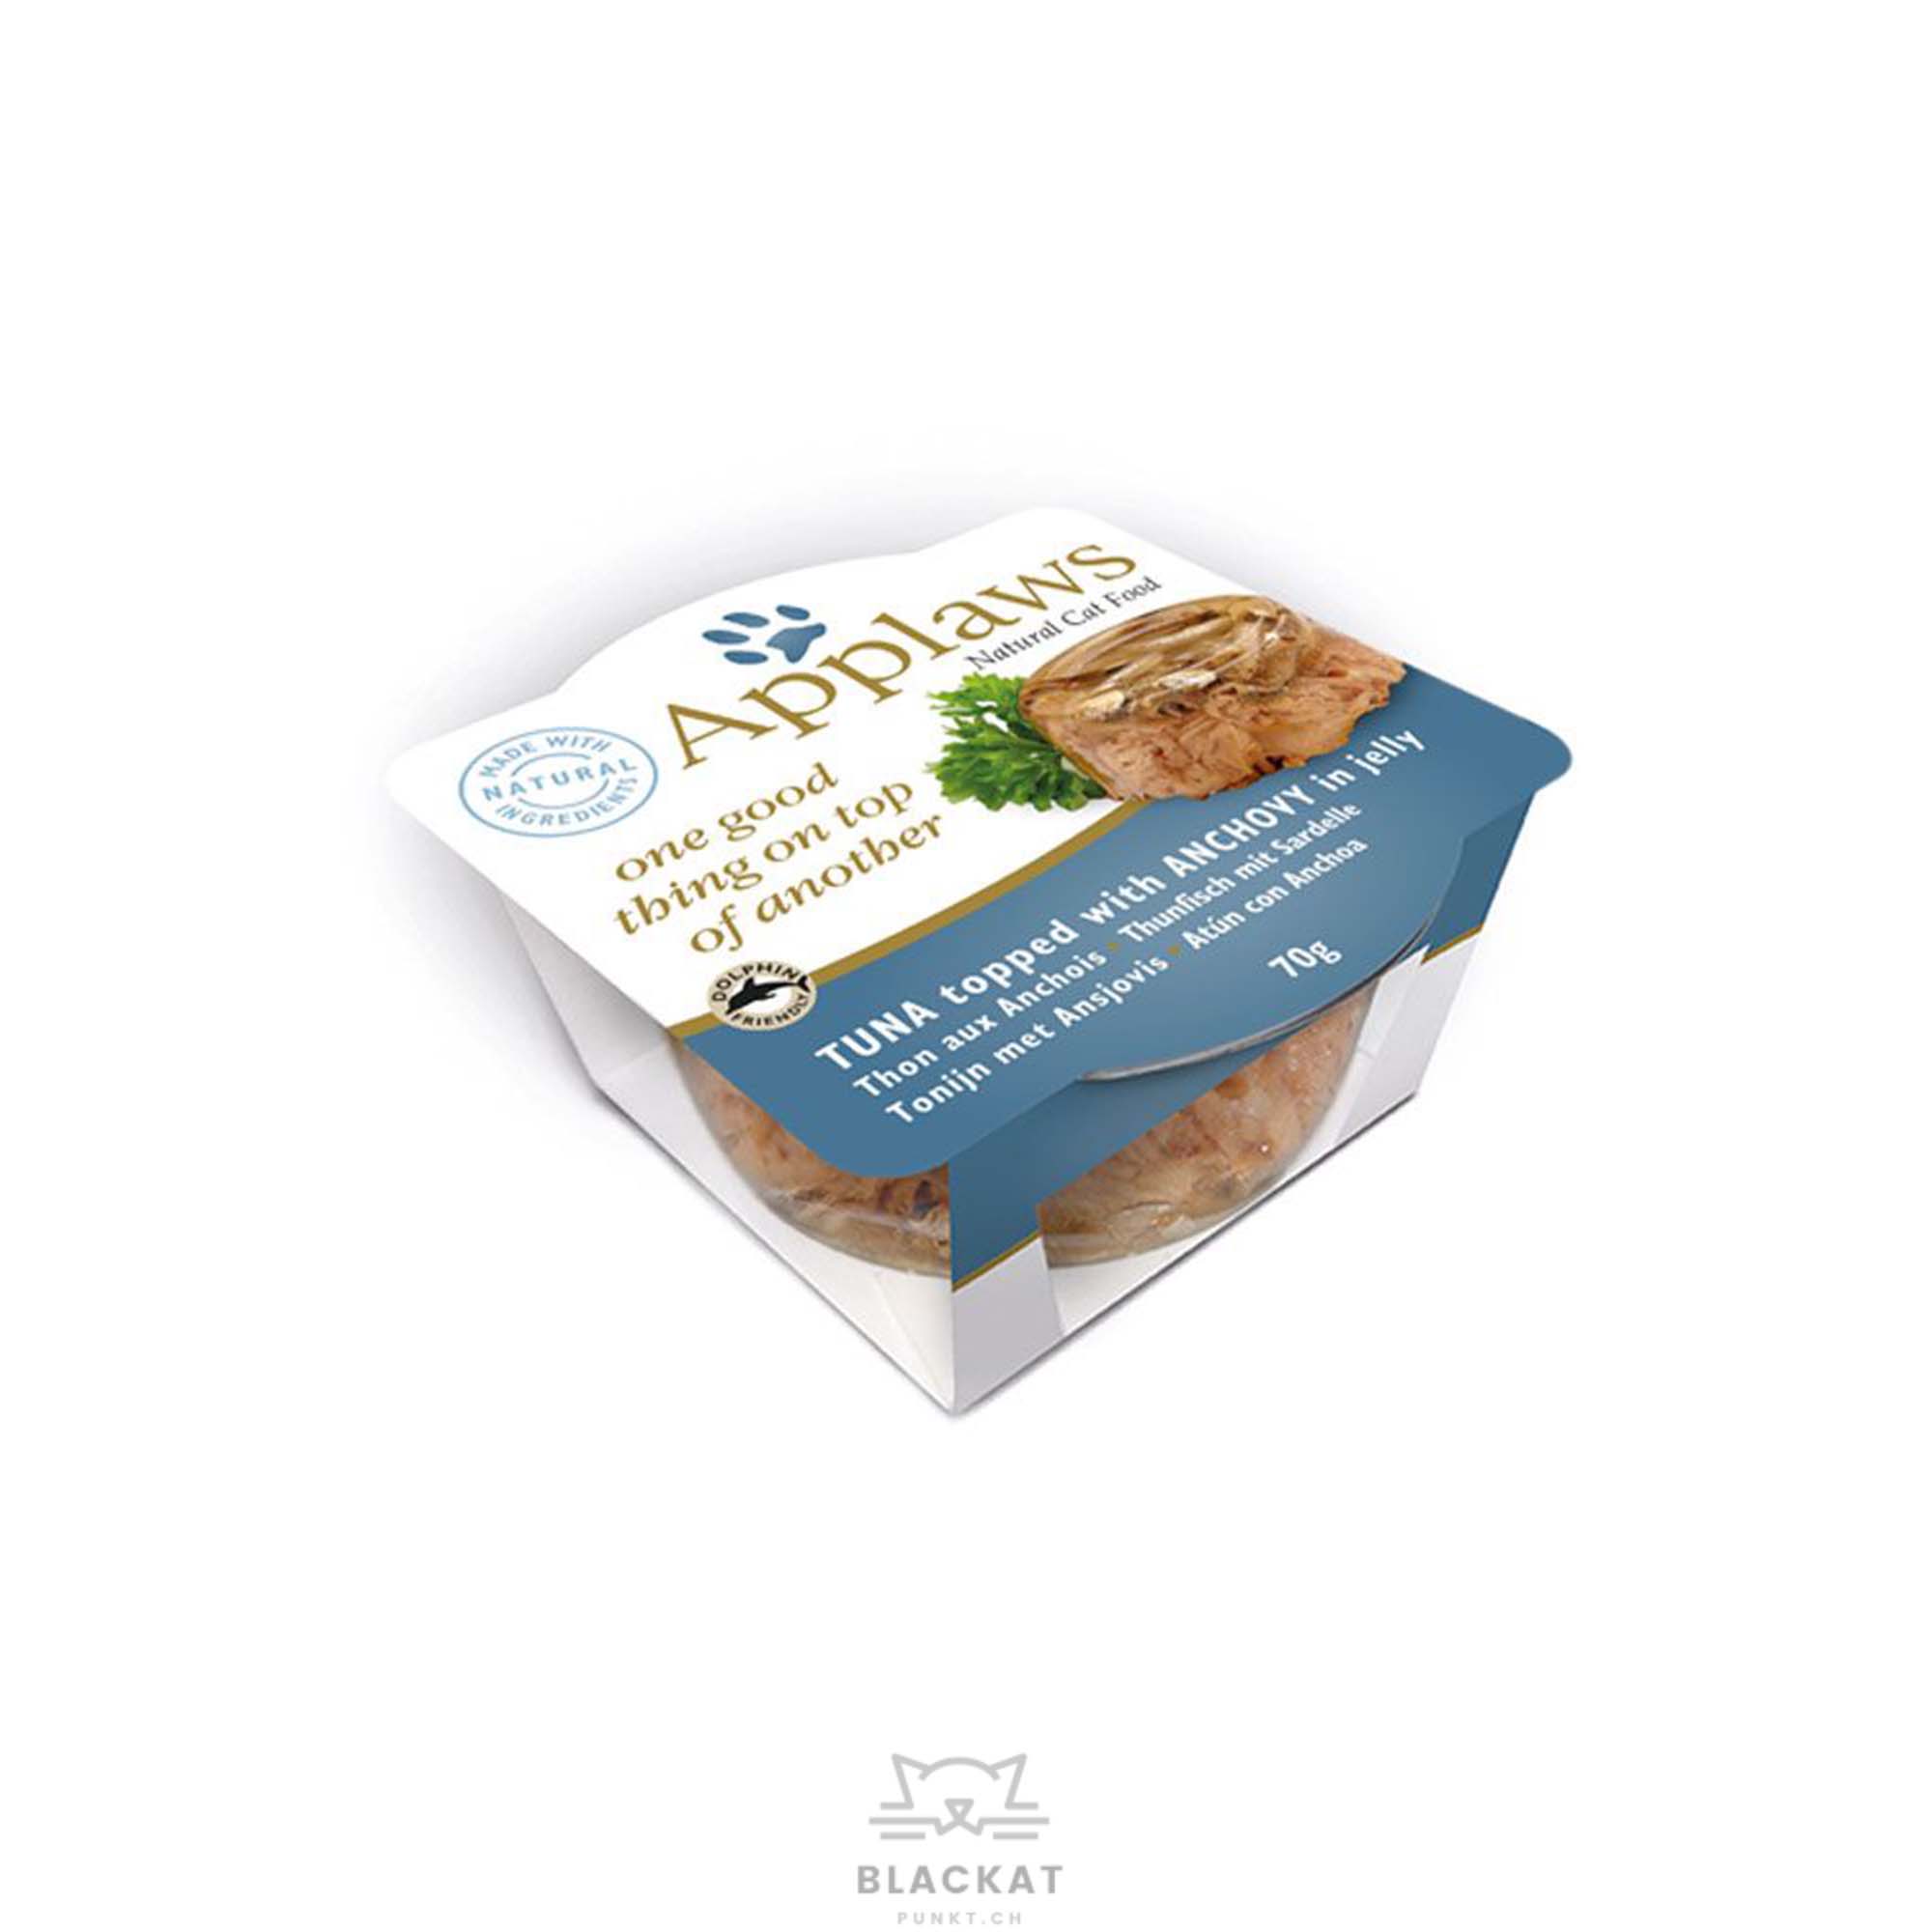 Applaws
Natural Cat Food
MADE WITH
NATURAL
INGREDIENTS
one good
thing on top
of another
DOLPHIN
FRIENDLY
TUNA topped with ANCHOVY in jelly
Thon aux Anchois • Thunfisch mit Sardelle
Tonijn met Ansjovis • Atún con Anchoa
70g
BLACKAT
PUNKT.CH